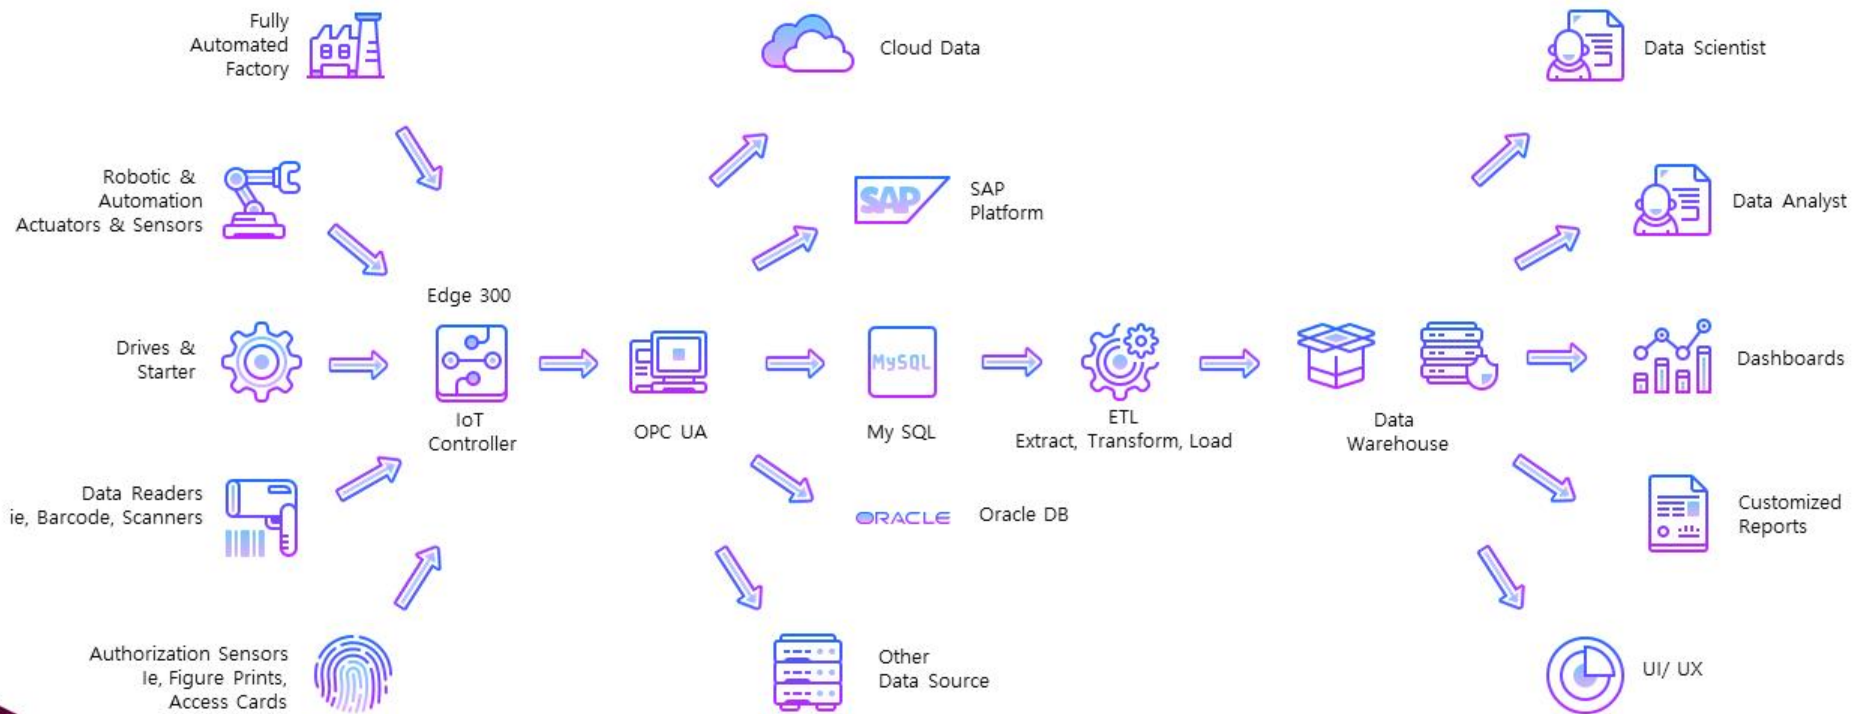 Fully
Automated
Factory
Cloud Data
Data Scientist
Robotic &
Automation
Actuators & Sensors
SAP
SAP
Platform
Data Analyst
Edge 300
Drives &
Starter
MySQL
Dashboards
IoT
Controller
OPC UA
My SQL
ETL
Extract, Transform, Load
Data
Warehouse
Data Readers
ie, Barcode, Scanners
ORACLE
Oracle DB
Customized
Reports
Authorization Sensors
Ie, Figure Prints,
Access Cards
Other
Data Source
UI/ UX